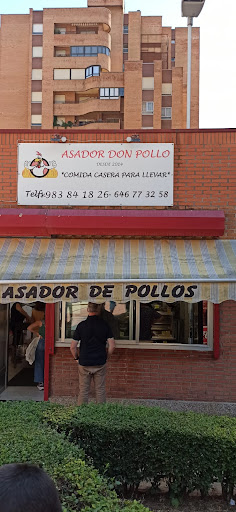 ASADOR DON POLLO
DESDE 2004
*COMIDA CASERA PARA LLEVAR*
Telfs: 983 84 18 26 - 646 77 32 58
ASADOR DE POLLOS